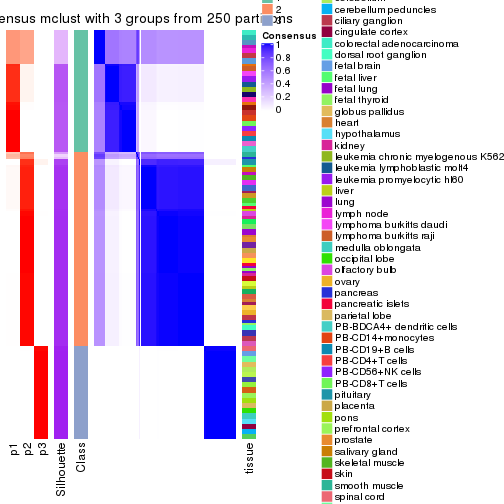 ensus mclust with 3 groups from 250 part
ns
2
Consensus
1
0.8
0.6
0.4
0.2
0
p1
p2
p3
Silhouette
Class
tissue
cerebellum peduncles
ciliary ganglion
cingulate cortex
colorectal adenocarcinoma
dorsal root ganglion
fetal brain
fetal liver
fetal lung
fetal thyroid
globus pallidus
heart
hypothalamus
kidney
leukemia chronic myelogenous K562
leukemia lymphoblastic molt4
leukemia promyelocytic hl60
liver
lung
lymph node
lymphoma burkitts daudi
lymphoma burkitts raji
medulla oblongata
occipital lobe
olfactory bulb
ovary
pancreas
pancreatic islets
parietal lobe
PB-BDCA4+ dendritic cells
PB-CD14+monocytes
PB-CD19+B cells
PB-CD4+T cells
PB-CD56+NK cells
PB-CD8+T cells
pituitary
placenta
pons
prefrontal cortex
prostate
salivary gland
skeletal muscle
skin
smooth muscle
spinal cord